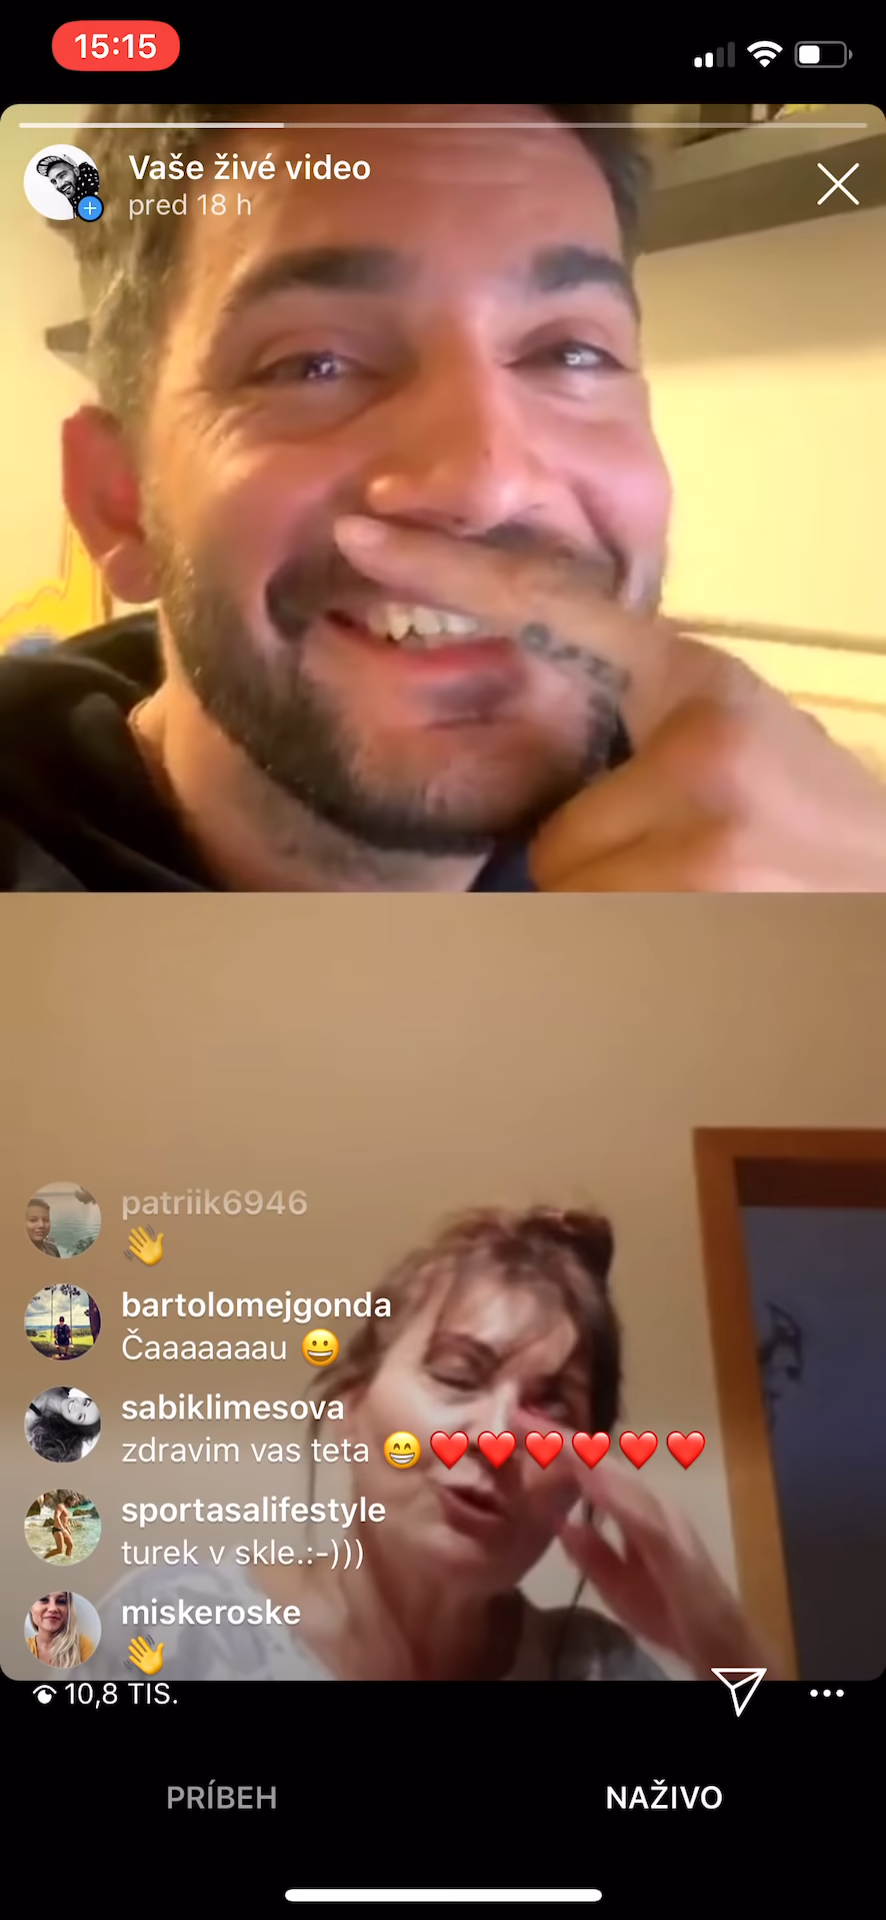 15:15
Vaše živé video
pred 18 h
patriik6946
👋
bartolomejgonda
Čaaaaaaau 😀
sabiklimesova
zdravim vas teta 😁❤️❤️❤️❤️❤️❤️
sportasalifestyle
turek v skle.:-)))
miskeroske
👋
10,8 TIS.
PRÍBEH
NAŽIVO